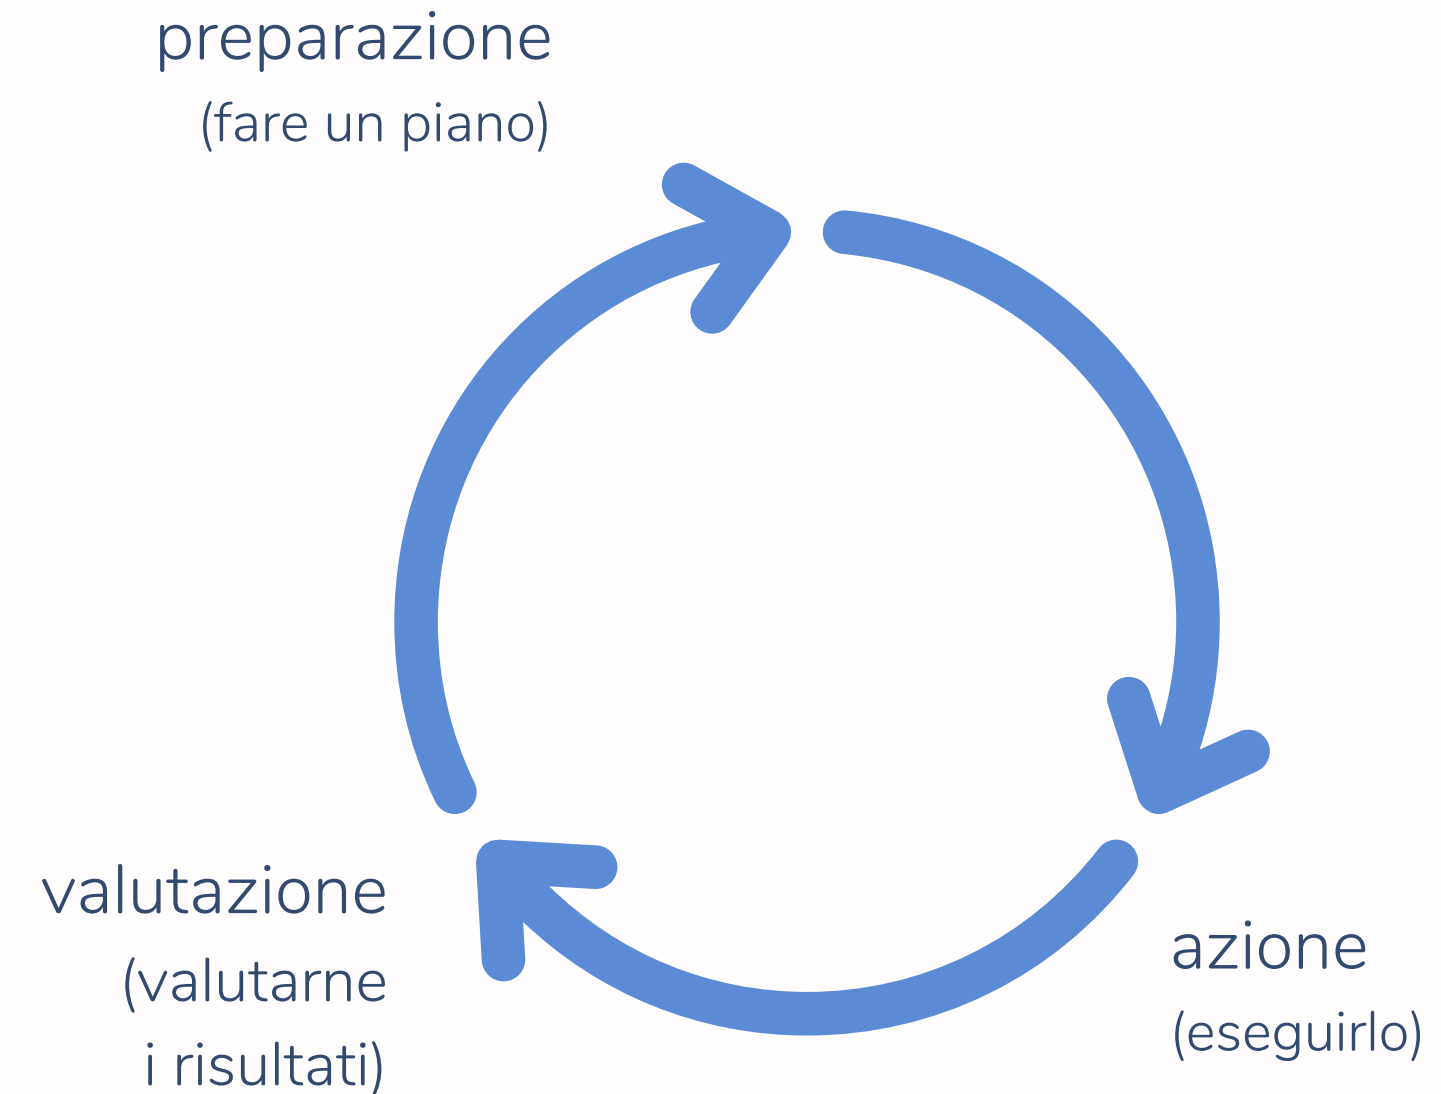 preparazione
(fare un piano)
valutazione
(valutarne
i risultati)
azione
(eseguirlo)